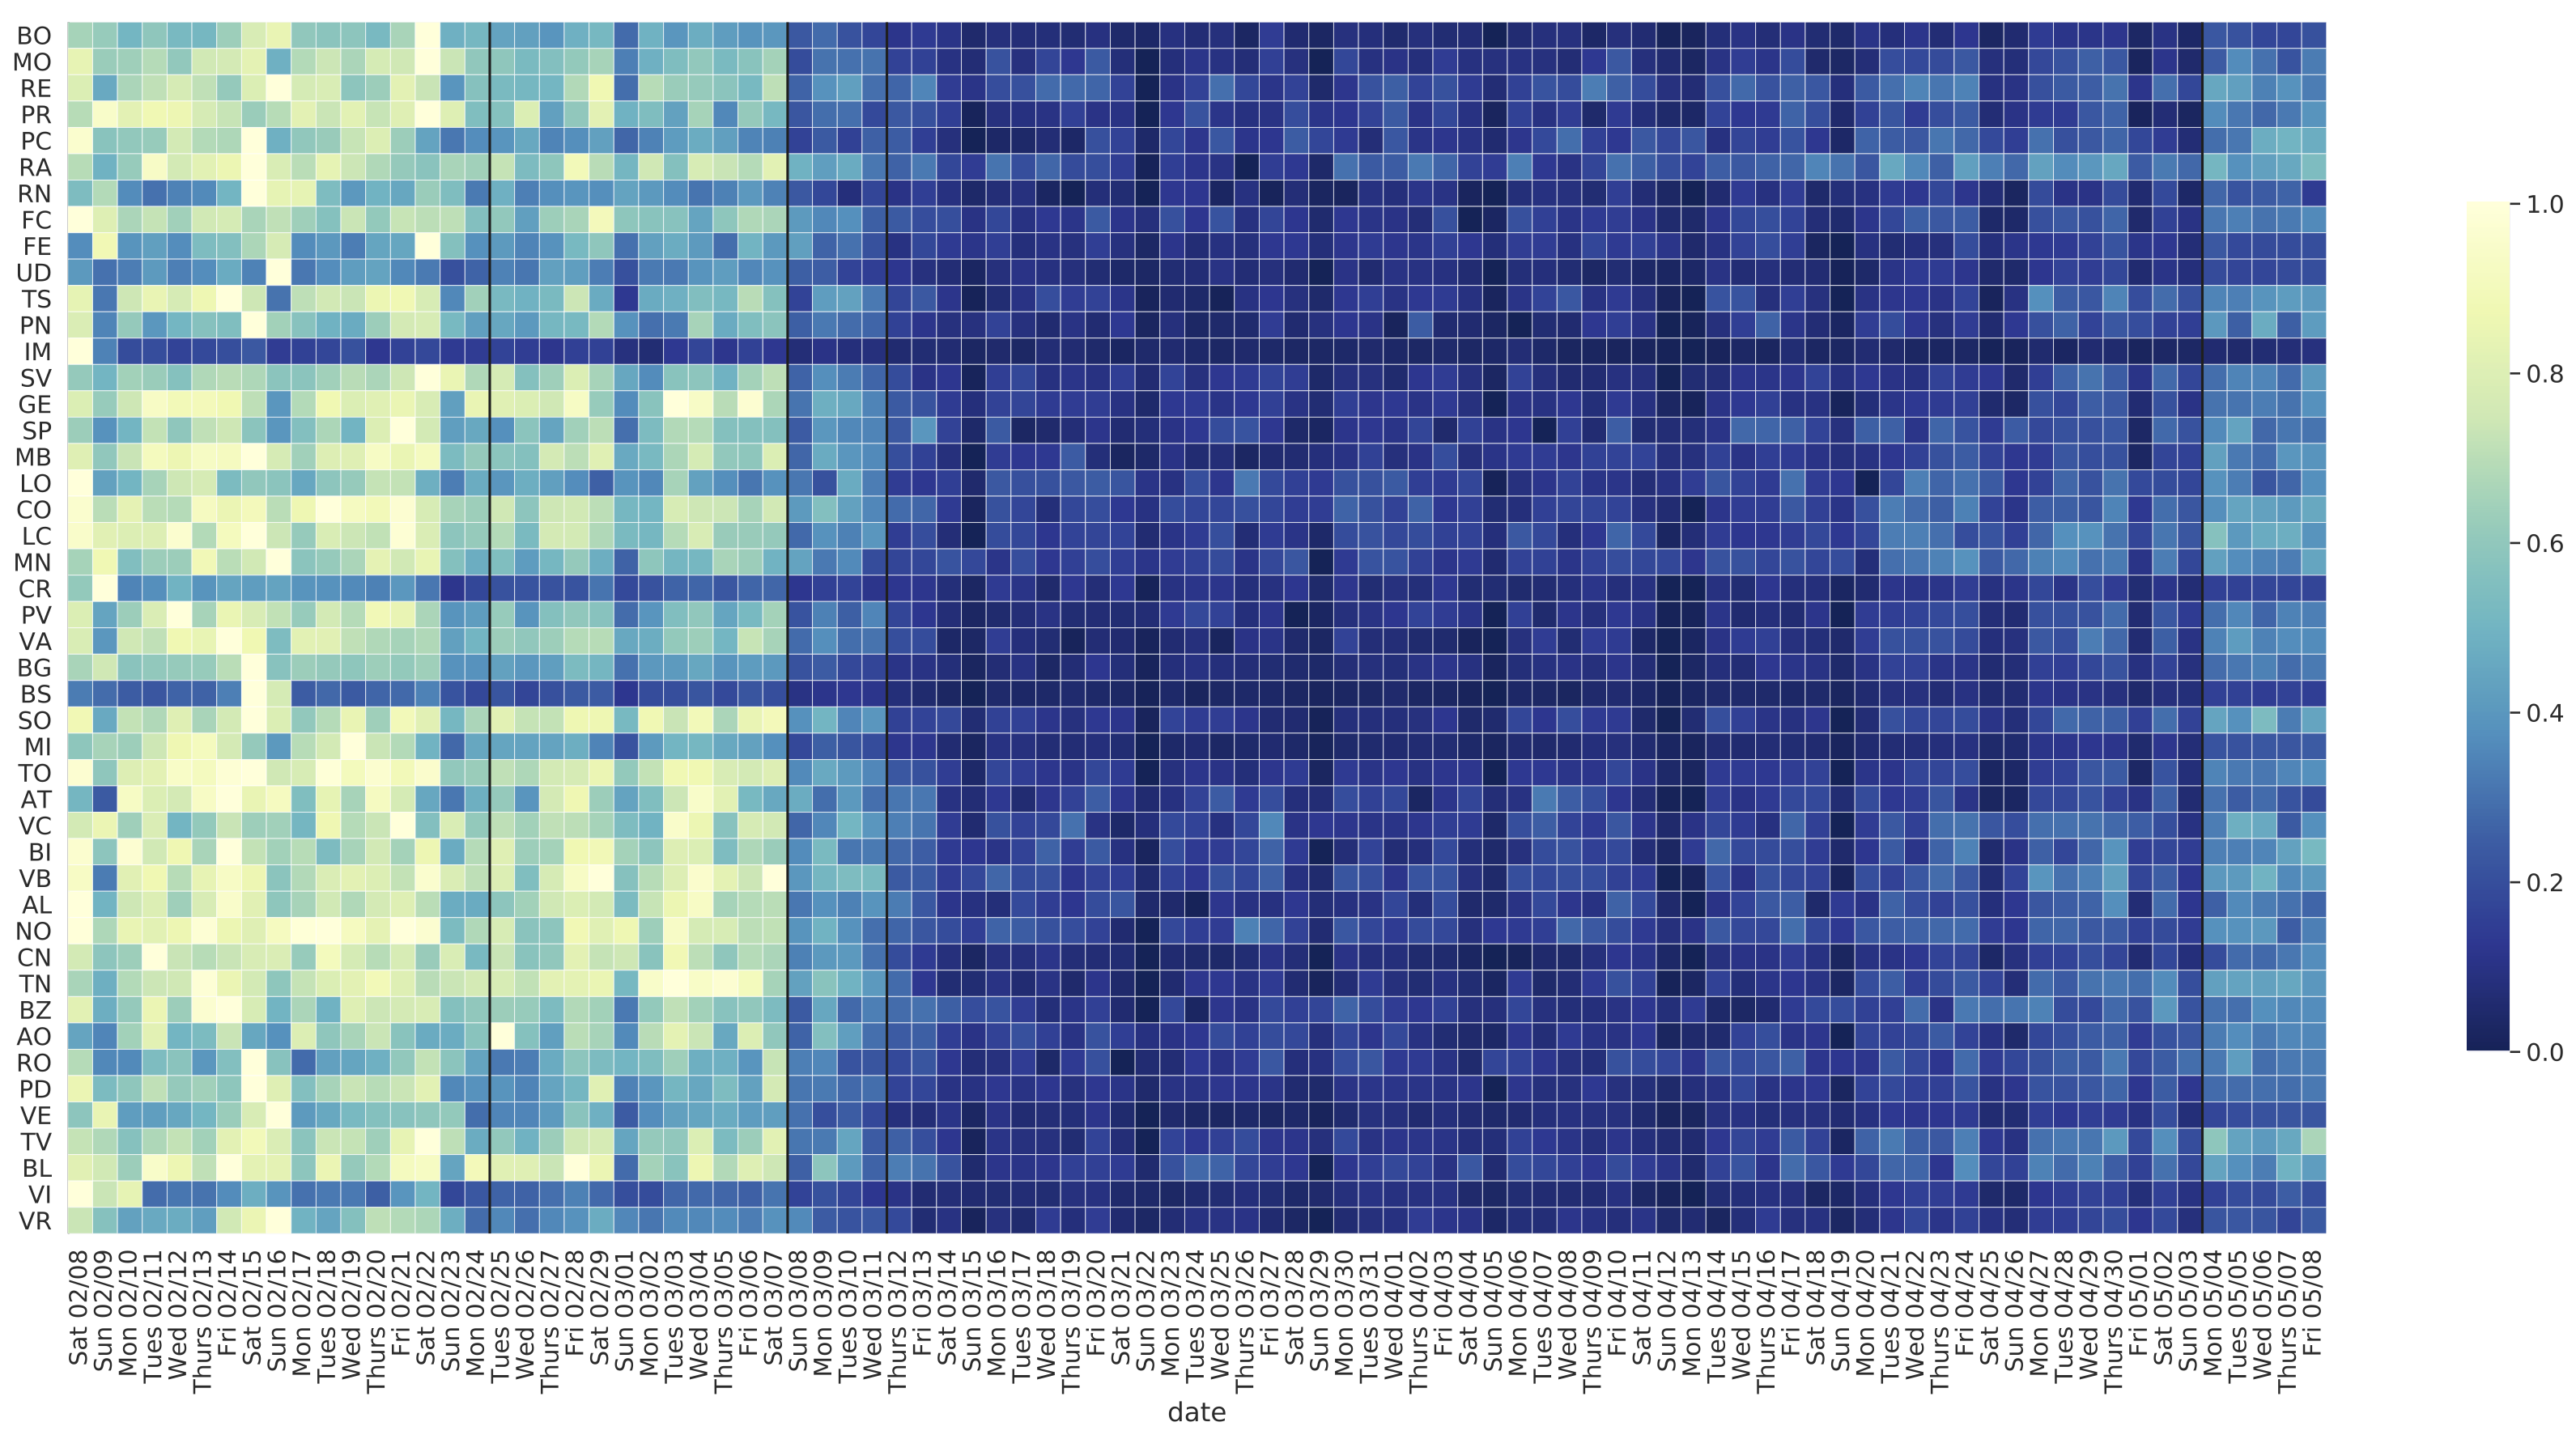 BO
MO
RE
PR
PC
RA
RN
FC
FE
UD
TS
PN
IM
SV
GE
SP
MB
LO
CO
LC
MN
CR
PV
VA
BG
BS
SO
MI
TO
AT
VC
BI
VB
AL
NO
CN
TN
BZ
AO
RO
PD
VE
TV
BL
VI
VR
1.0
0.8
0.6
0.4
0.2
0.0
Sat 02/08
Sun 02/09
Mon 02/10
Tues 02/11
Wed 02/12
Thurs 02/13
Fri 02/14
Sat 02/15
Sun 02/16
Mon 02/17
Tues 02/18
Wed 02/19
Thurs 02/20
Fri 02/21
Sat 02/22
Sun 02/23
Mon 02/24
Tues 02/25
Wed 02/26
Thurs 02/27
Fri 02/28
Sat 02/29
Sun 03/01
Mon 03/02
Tues 03/03
Wed 03/04
Thurs 03/05
Fri 03/06
Sat 03/07
Sun 03/08
Mon 03/09
Tues 03/10
Wed 03/11
Thurs 03/12
Fri 03/13
Sat 03/14
Sun 03/15
Mon 03/16
Tues 03/17
Wed 03/18
Thurs 03/19
Fri 03/20
Sat 03/21
Sun 03/22
Mon 03/23
Tues 03/24
Wed 03/25
Thurs 03/26
Fri 03/27
Sat 03/28
Sun 03/29
Mon 03/30
Tues 03/31
Wed 04/01
Thurs 04/02
Fri 04/03
Sat 04/04
Sun 04/05
Mon 04/06
Tues 04/07
Wed 04/08
Thurs 04/09
Fri 04/10
Sat 04/11
Sun 04/12
Mon 04/13
Tues 04/14
Wed 04/15
Thurs 04/16
Fri 04/17
Sat 04/18
Sun 04/19
Mon 04/20
Tues 04/21
Wed 04/22
Thurs 04/23
Fri 04/24
Sat 04/25
Sun 04/26
Mon 04/27
Tues 04/28
Wed 04/29
Thurs 04/30
Fri 05/01
Sat 05/02
Sun 05/03
Mon 05/04
Tues 05/05
Wed 05/06
Thurs 05/07
Fri 05/08
date